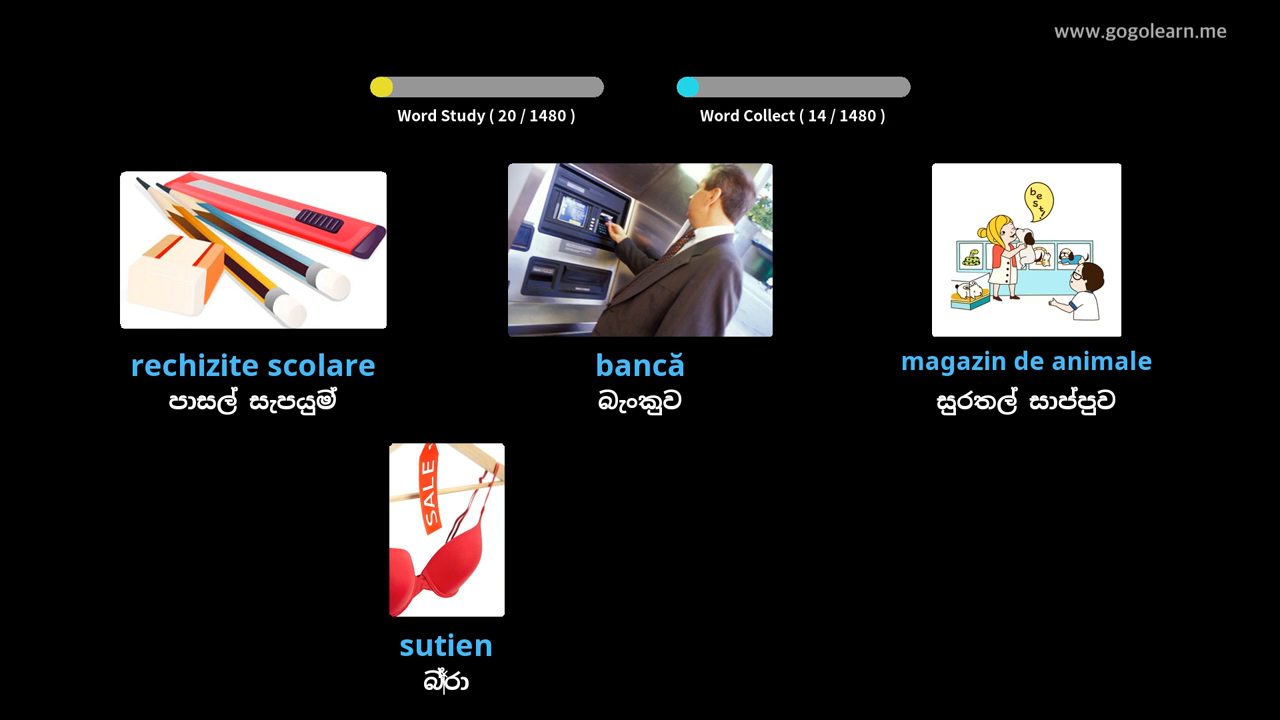 www.gogolearn.me
Word Study ( 20 / 1480 )
Word Collect ( 14 / 1480 )
best
rechizite scolare
පාසල් සැපයුම්
bancă
බැංකුව
magazin de animale
සුරතල් සාප්පුව
SALE
sutien
බ්රා